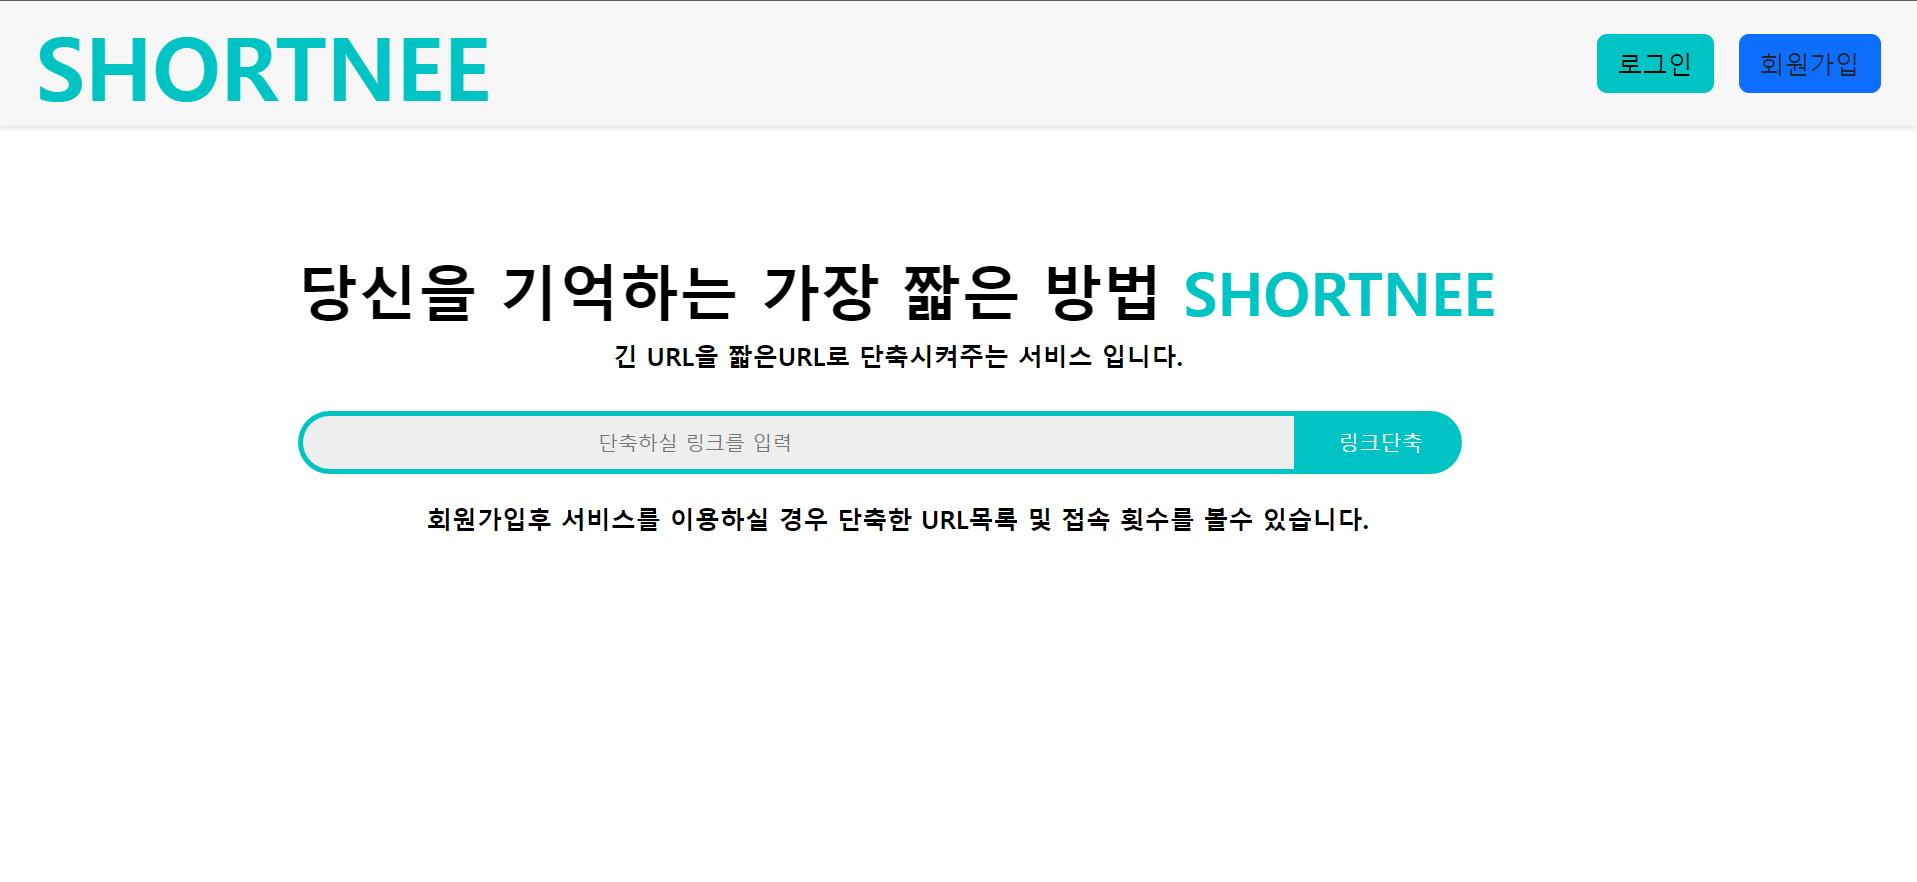 SHORTNEE
로그인
회원가입
당신을 기억하는 가장 짧은 방법 SHORTNEE
긴 URL을 짧은URL로 단축시켜주는 서비스 입니다.
단축하실 링크를 입력
링크단축
회원가입후 서비스를 이용하실 경우 단축한 URL목록 및 접속 횟수를 볼수 있습니다.